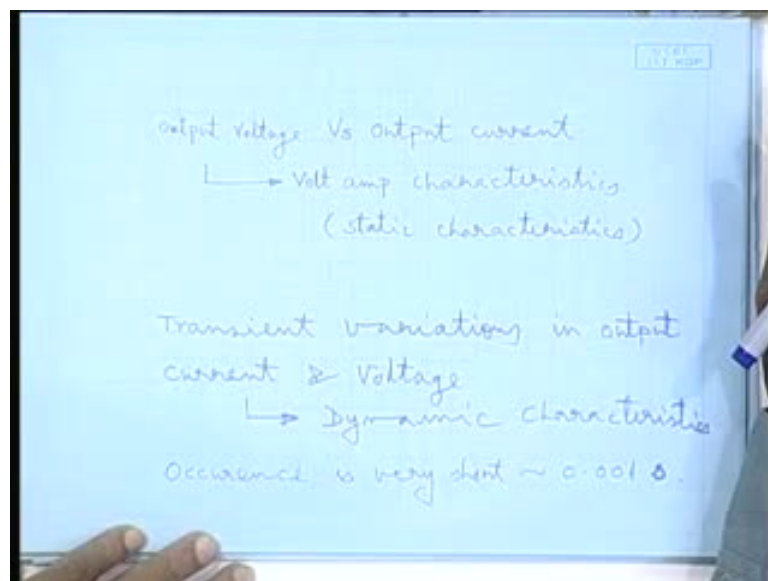 I.I.T. KGP
Output voltage Vs Output current
Volt amp characteristics
(static characteristics)
Transient variations in output
current & Voltage
Dynamic characteristics
Occurence is very short ~ 0.001 s.